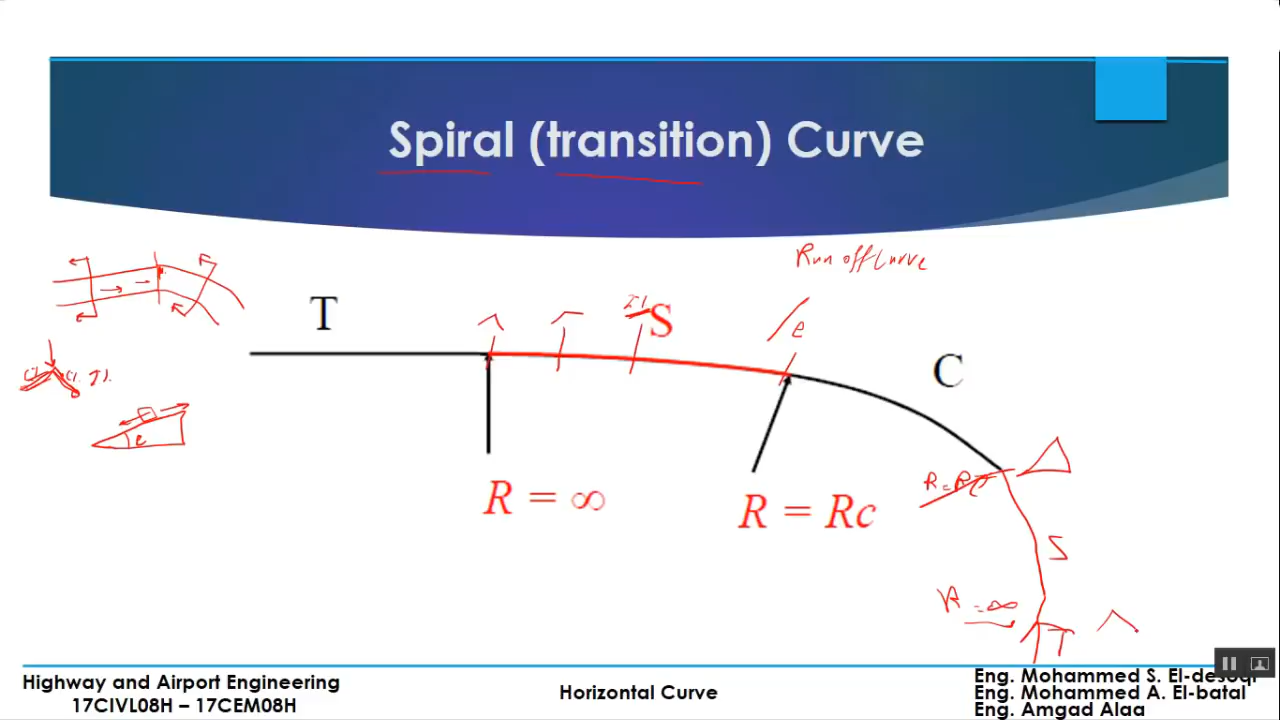 Spiral (transition) Curve
Run off Curve
T
S
e
C
e
R = ∞
R = Rc
R = Rc
S
R = ∞
T
Highway and Airport Engineering
17CIVL08H – 17CEM08H
Horizontal Curve
Eng. Mohammed S. El-desoqi
Eng. Mohammed A. El-batal
Eng. Amgad Alaa